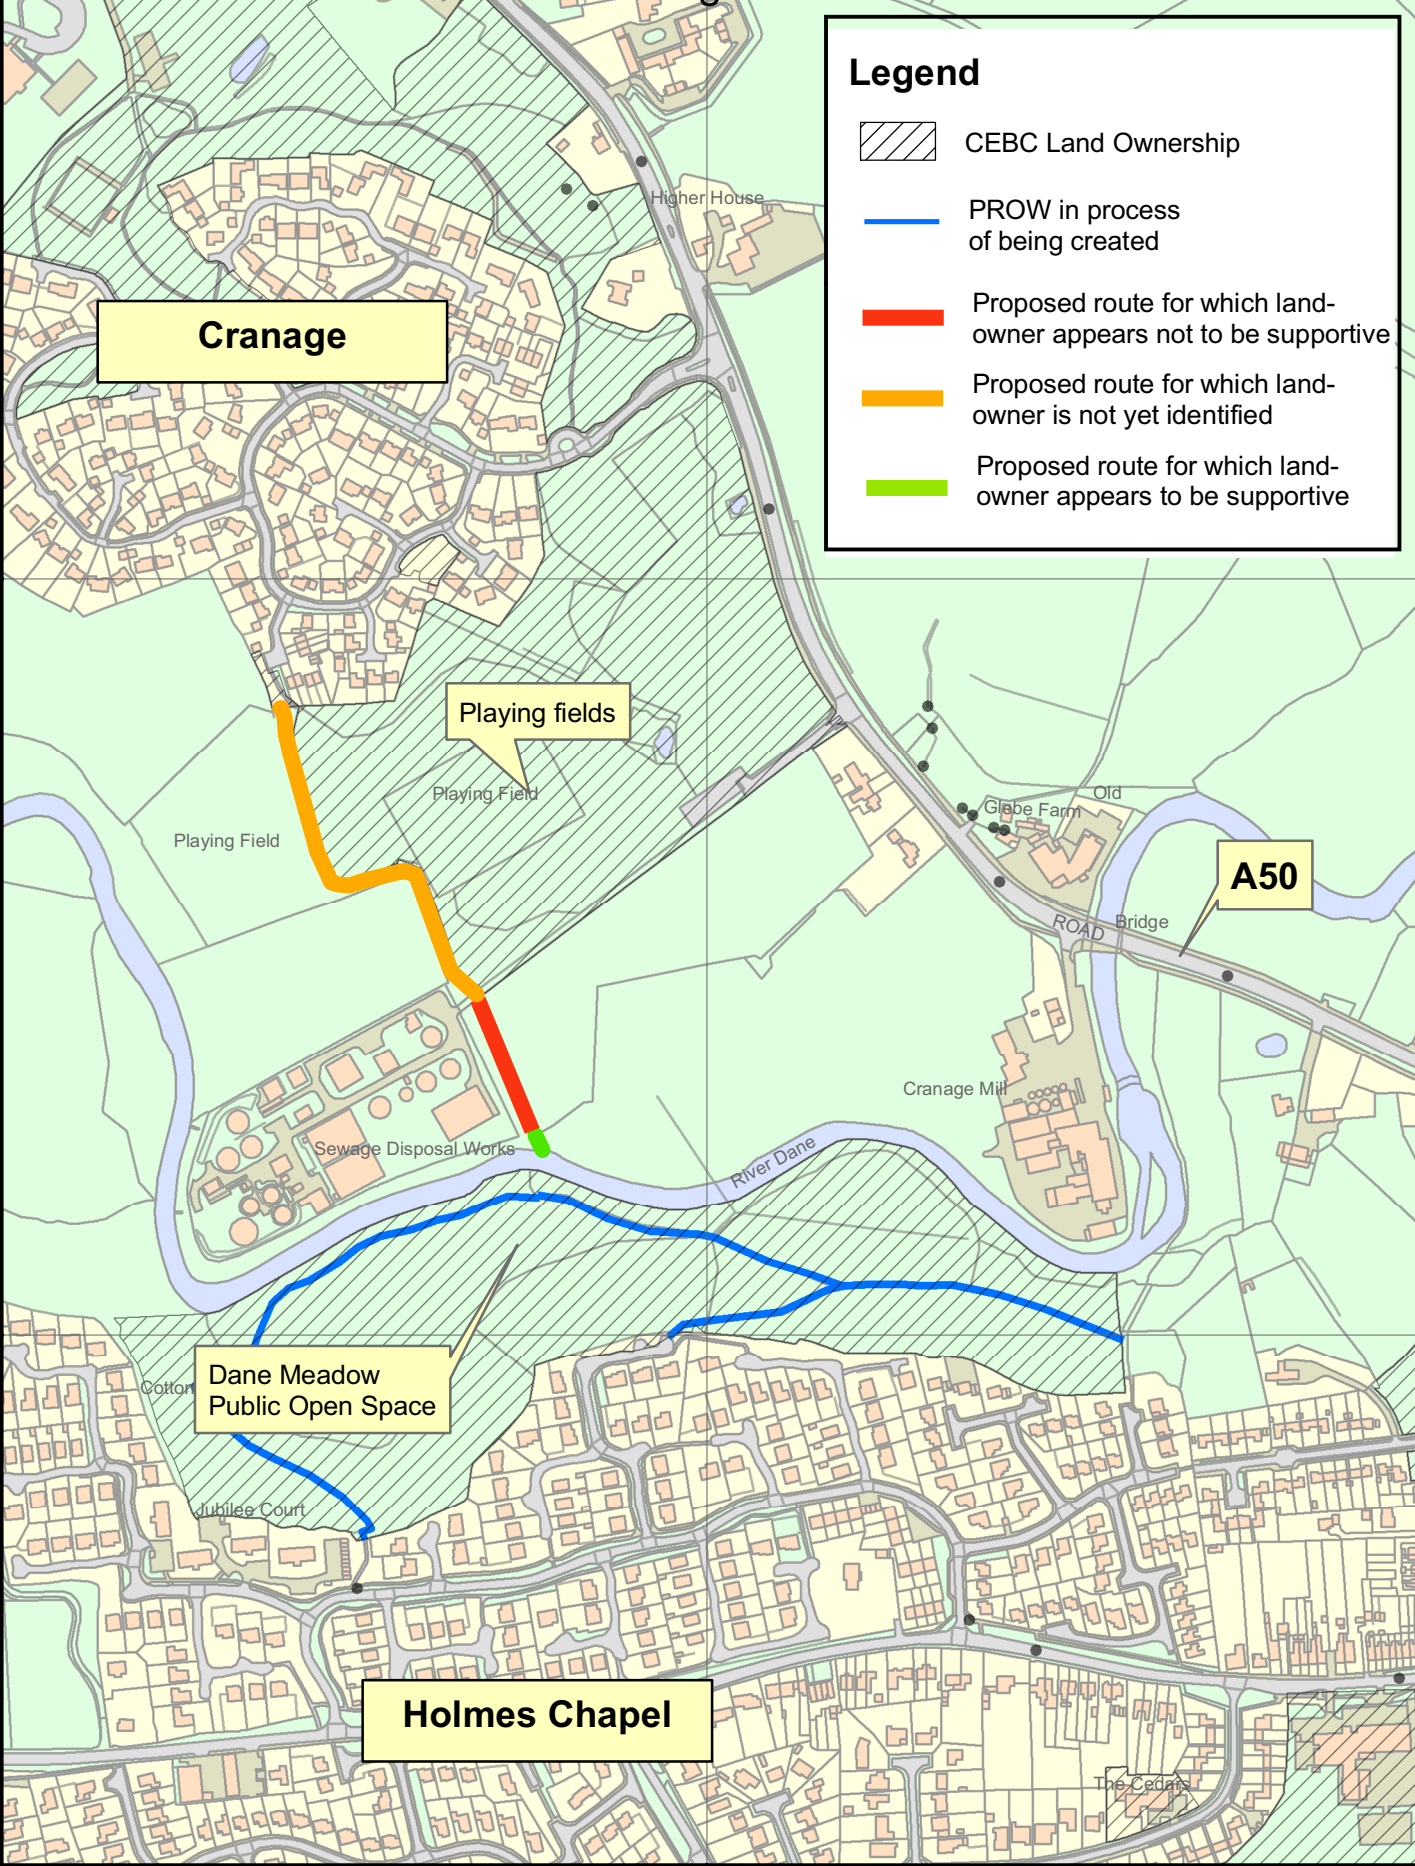 Legend
CEBC Land Ownership
PROW in process
of being created
Proposed route for which land-
owner appears not to be supportive
Proposed route for which land-
owner is not yet identified
Proposed route for which land-
owner appears to be supportive
Higher House
Cranage
Playing fields
Playing Field
Playing Field
Old
Glebe Farm
A50
ROAD
Bridge
Cranage Mill
Sewage Disposal Works
River Dane
Dane Meadow
Public Open Space
Cotton
Jubilee Court
Holmes Chapel
The Cedars